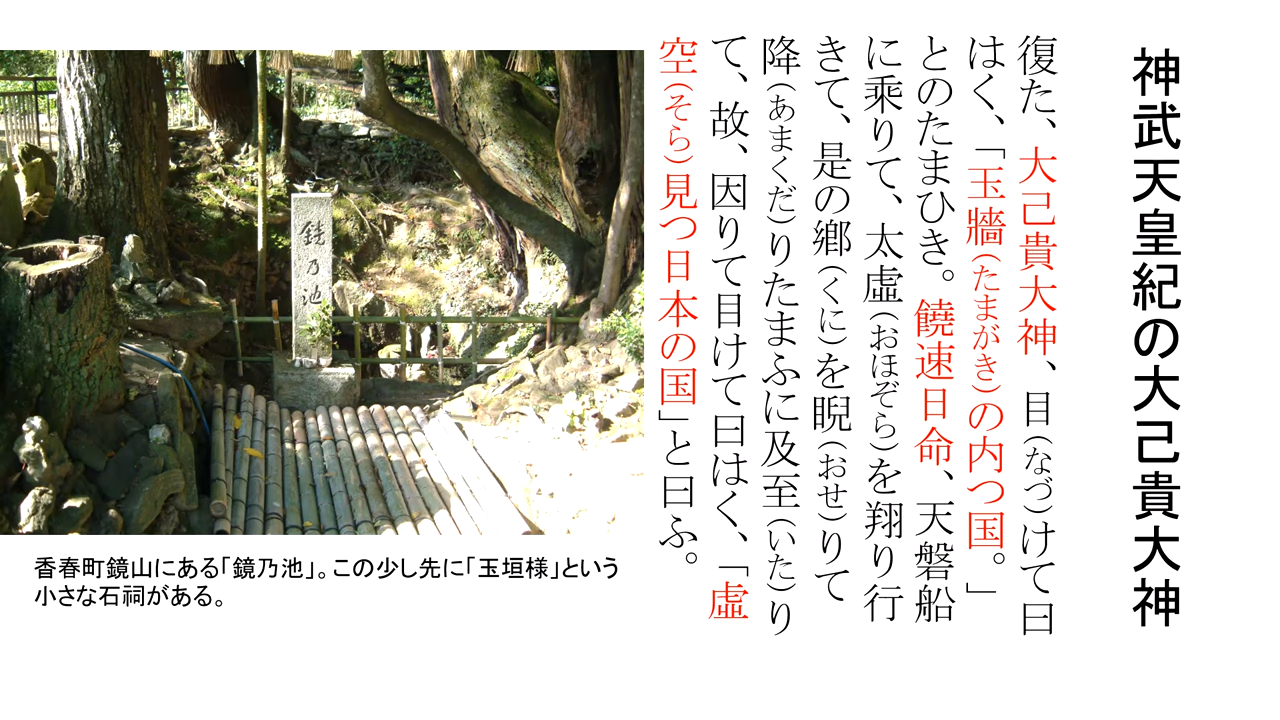 神武天皇紀の大己貴大神
復た、大己貴大神、目(なづ)けて曰
はく、「玉牆(たまがき)の内つ国。」
とのたまひき。饒速日命、天磐船
に乗りて、太虚(おほぞら)を翔り行
きて、是の郷(くに)を睨(おせ)りて
降(あまくだ)りたまふに及至(いた)り
て、故、因りて目けて曰はく、「虚
空(そら)見つ日本の国」と曰ふ。
鏡乃池
香春町鏡山にある「鏡乃池」。この少し先に「玉垣様」という
小さな石祠がある。